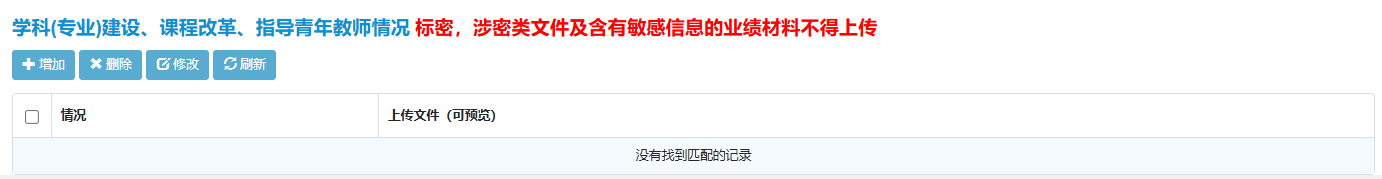 学科(专业)建设、课程改革、指导青年教师情况 标密，涉密类文件及含有敏感信息的业绩材料不得上传
增加 删除 修改 刷新
情况 上传文件（可预览）
没有找到匹配的记录